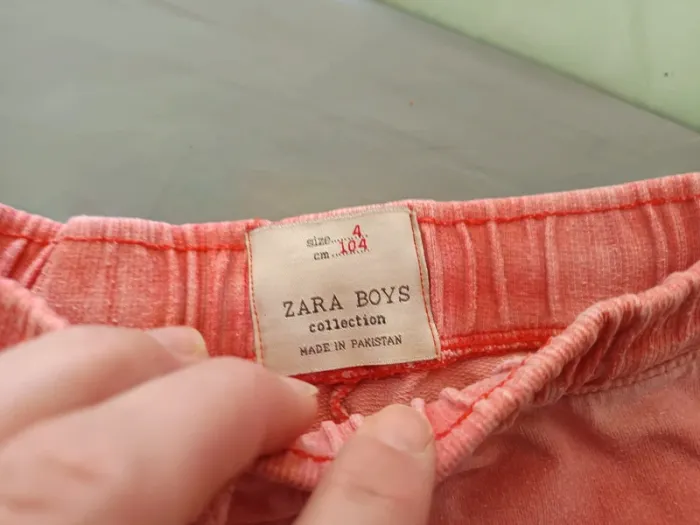 size........4..
cm..104..
ZARA BOYS
collection
MADE IN PAKISTAN